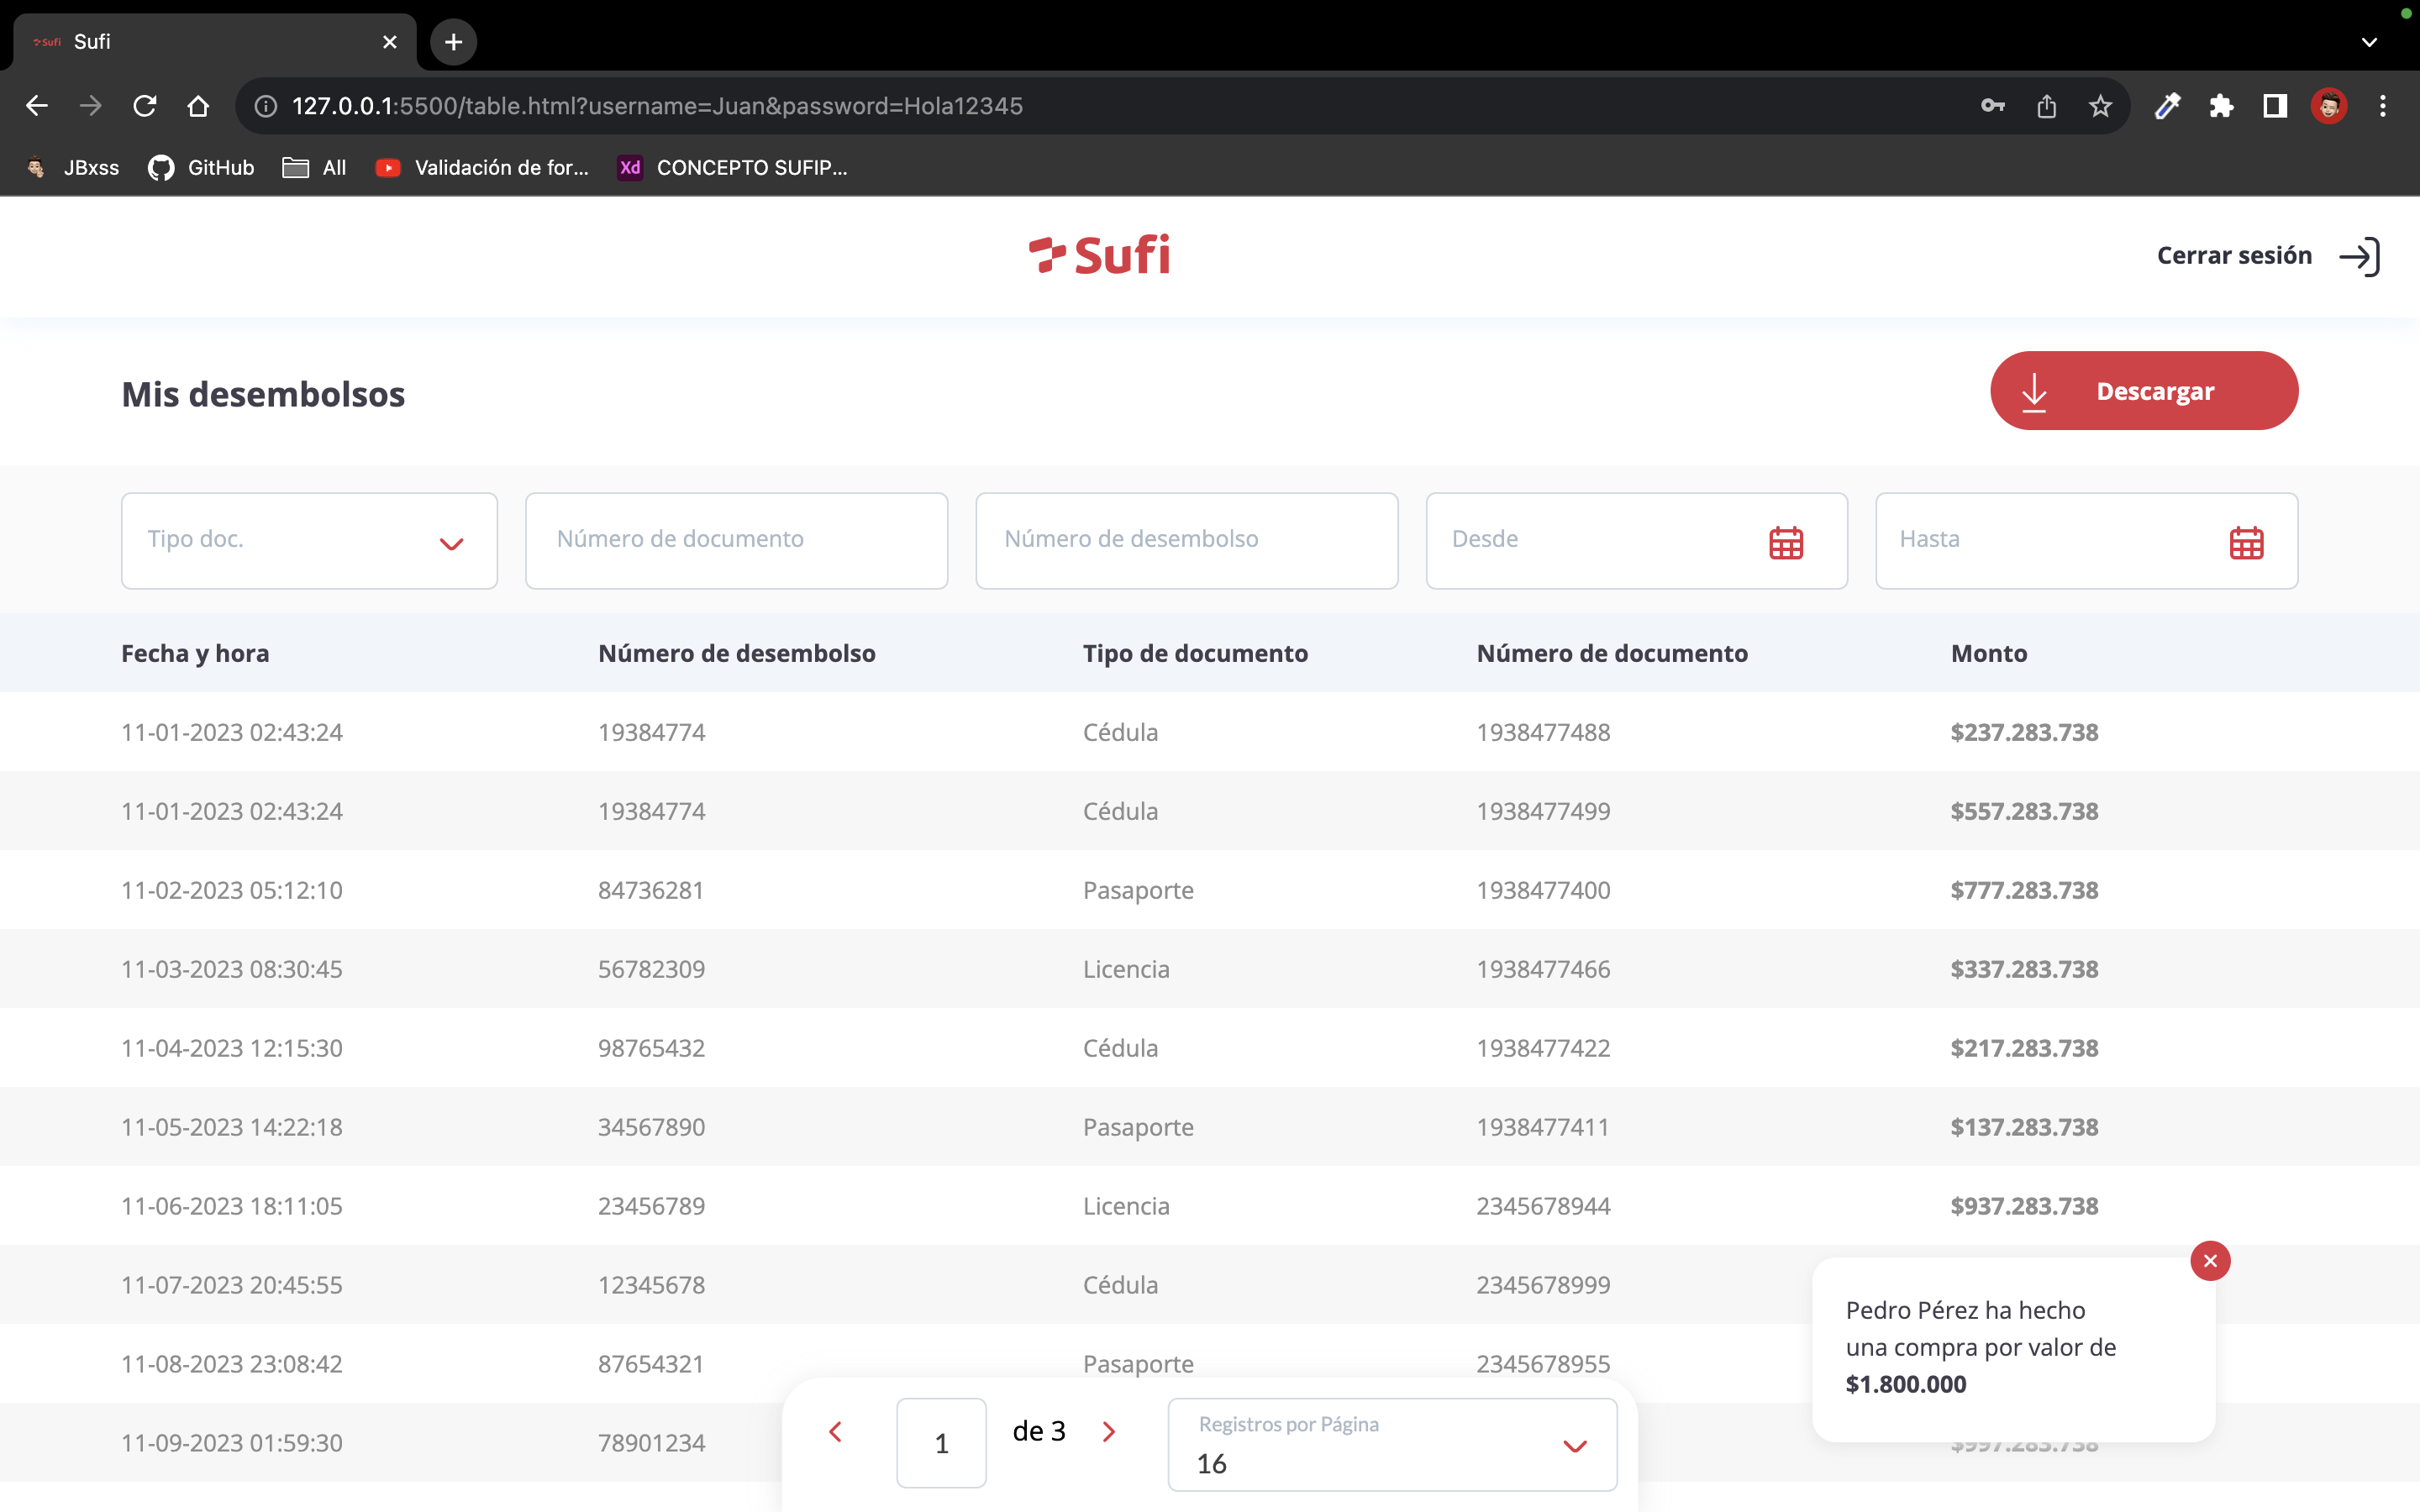 Sufi Sufi
127.0.0.1:5500/table.html?username=Juan&password=Hola12345
JBxss GitHub All Validación de for... Xd CONCEPTO SUFIP...
Sufi
Cerrar sesión
Mis desembolsos
Descargar
Tipo doc. Número de documento Número de desembolso Desde Hasta
Fecha y hora Número de desembolso Tipo de documento Número de documento Monto
11-01-2023 02:43:24 19384774 Cédula 1938477488 $237.283.738
11-01-2023 02:43:24 19384774 Cédula 1938477499 $557.283.738
11-02-2023 05:12:10 84736281 Pasaporte 1938477400 $777.283.738
11-03-2023 08:30:45 56782309 Licencia 1938477466 $337.283.738
11-04-2023 12:15:30 98765432 Cédula 1938477422 $217.283.738
11-05-2023 14:22:18 34567890 Pasaporte 1938477411 $137.283.738
11-06-2023 18:11:05 23456789 Licencia 2345678944 $937.283.738
11-07-2023 20:45:55 12345678 Cédula 2345678999
11-08-2023 23:08:42 87654321 Pasaporte 2345678955
11-09-2023 01:59:30 78901234
Pedro Pérez ha hecho
una compra por valor de
$1.800.000
1 de 3
Registros por Página
16